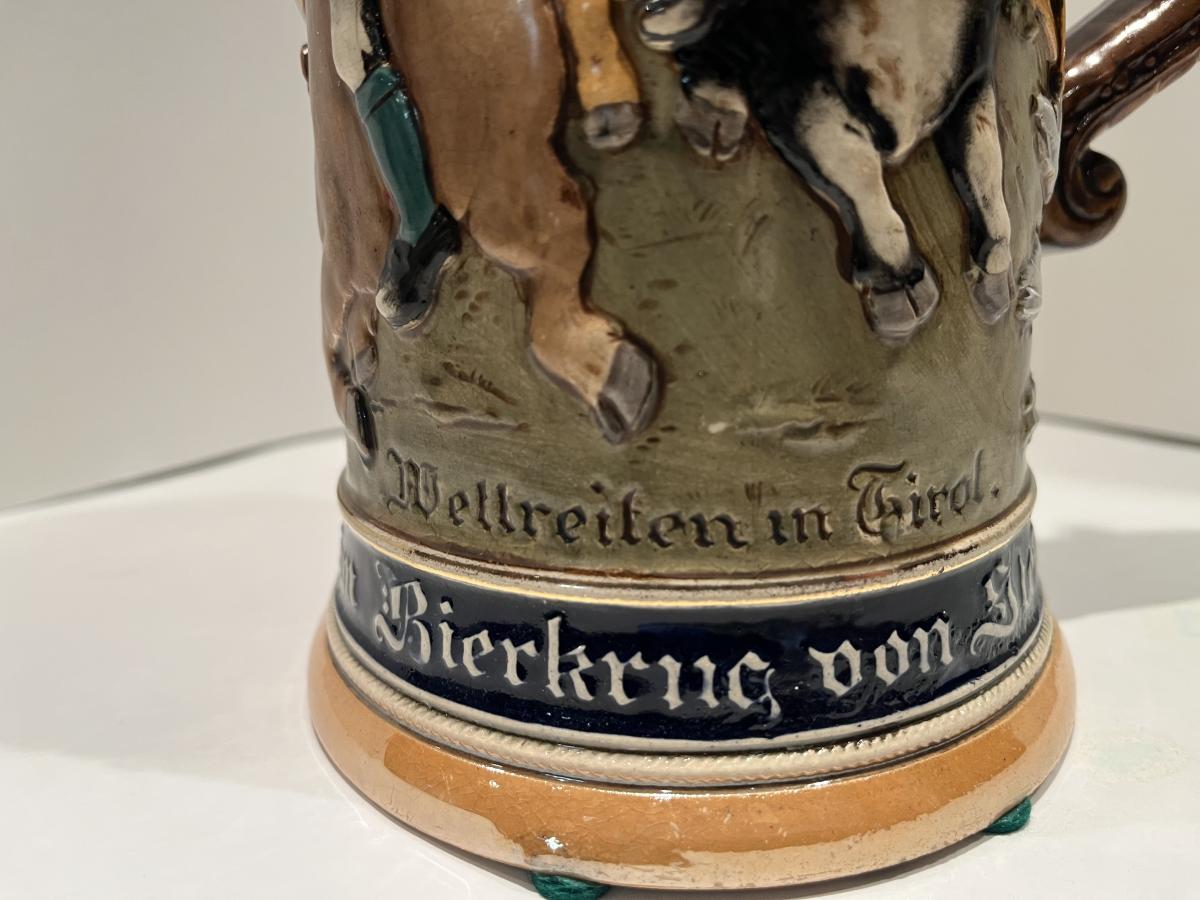 Wettreiten in Tirol.
Bierkrug von